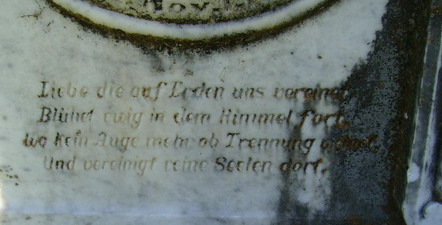 Nov.
Liebe die auf Erden uns vereinet
Blühet ewig in dem Himmel fort,
Wo kein Auge mehr ob Trennung weinet
Und vereinigt reine Seelen dort.